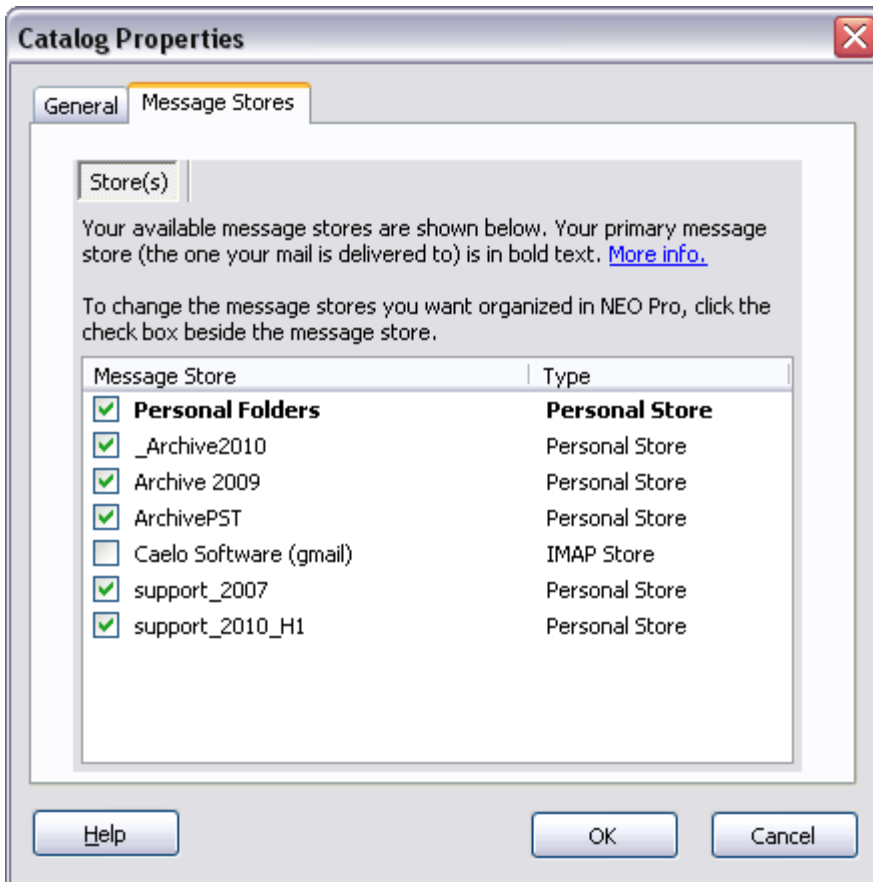 Catalog Properties
General Message Stores
Store(s)
Your available message stores are shown below. Your primary message
store (the one your mail is delivered to) is in bold text. More info.
To change the message stores you want organized in NEO Pro, click the
check box beside the message store.
Message Store Type
Personal Folders Personal Store
_Archive2010 Personal Store
Archive 2009 Personal Store
ArchivePST Personal Store
Caelo Software (gmail) IMAP Store
support_2007 Personal Store
support_2010_H1 Personal Store
Help OK Cancel